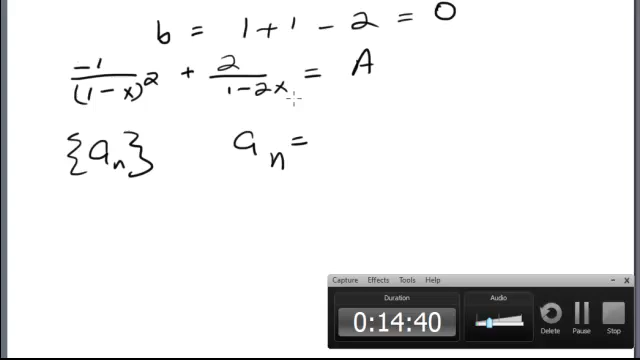 b = 1 + 1 - 2 = 0
-1/(1-x)^2 + 2/(1-2x) = A
{a_n} a_n =
Capture Effects Tools Help
Duration
0:14:40
Audio
Delete Pause Stop